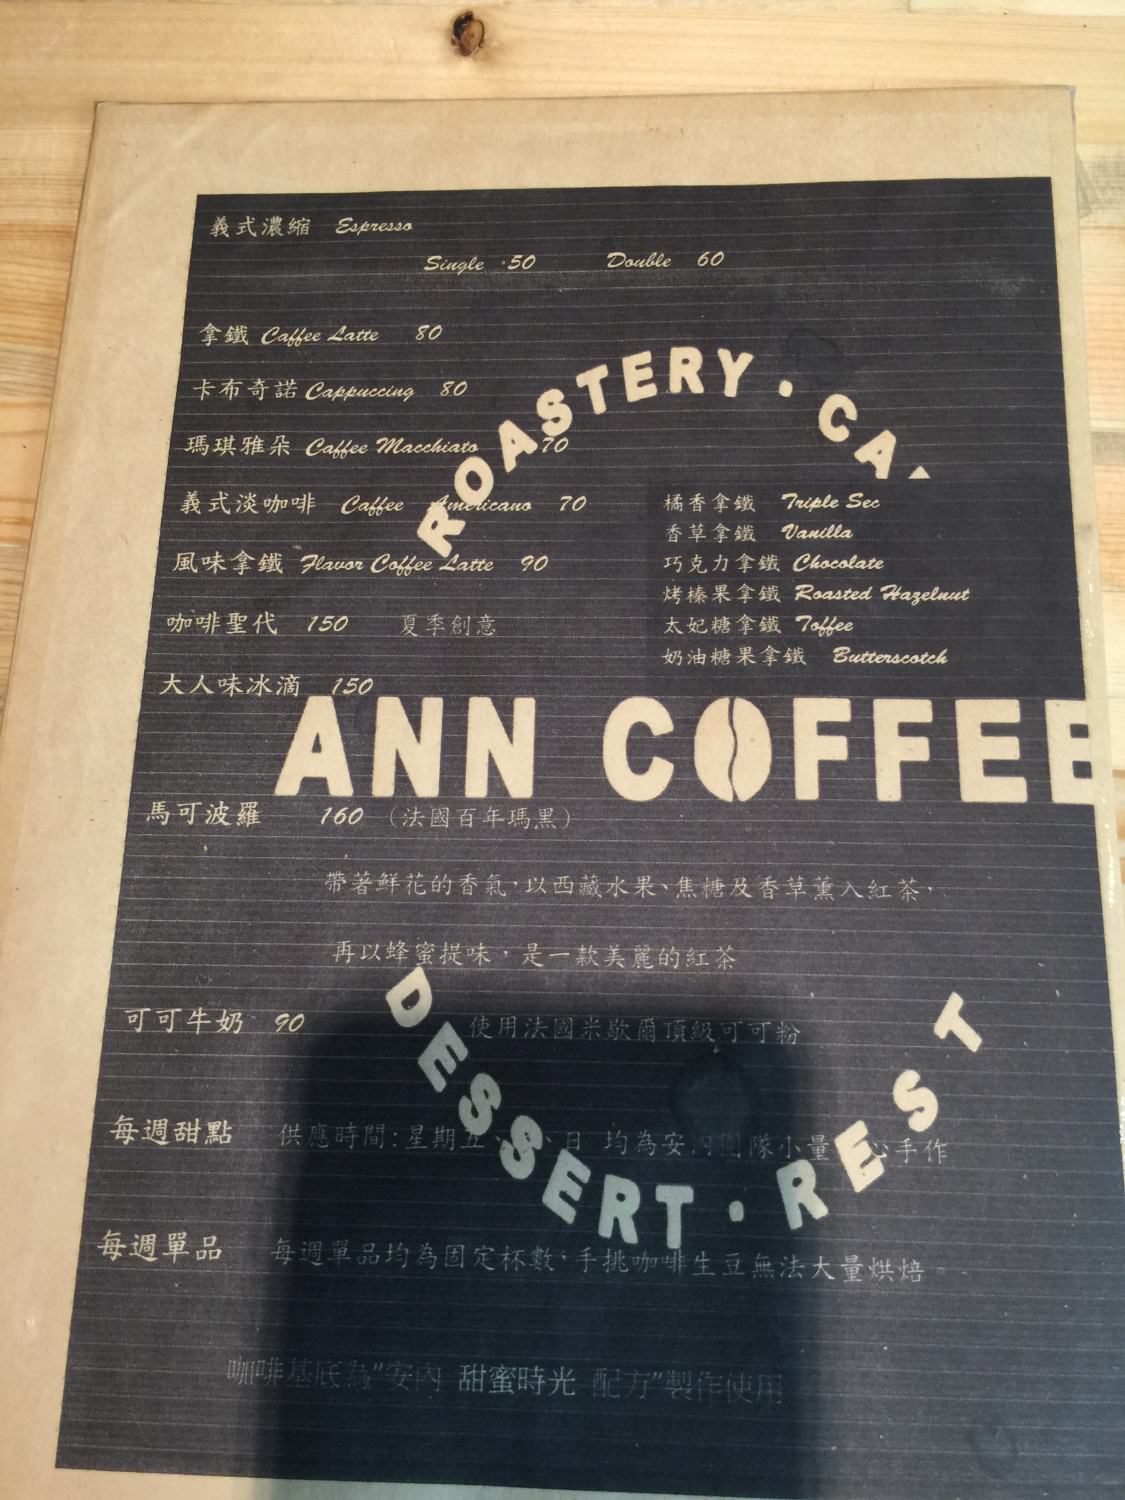 義式濃縮 Espresso
Single ·50 Double 60
拿鐵 Caffee Latte 80
卡布奇諾 Cappuccing 80
瑪琪雅朵 Caffee Macchiato 70
義式淡咖啡 Caffee Americano 70
風味拿鐵 Flavor Coffee Latte 90
橘香拿鐵 Triple Sec
香草拿鐵 Vanilla
巧克力拿鐵 Chocolate
烤榛果拿鐵 Roasted Hazelnut
太妃糖拿鐵 Toffee
奶油糖果拿鐵 Butterscotch
咖啡聖代 150 夏季創意
大人味冰滴 150
ROASTERY · CA
ANN COFFEE
馬可波羅 160 (法國百年瑪黑)
帶著鮮花的香氣，以西藏水果、焦糖及香草薰入紅茶，
再以蜂蜜提味，是一款美麗的紅茶
可可牛奶 90 使用法國米歇爾頂級可可粉
每週甜點 供應時間:星期五、 、日 均為安內團隊小量 心手作
每週單品 每週單品均為固定杯數，手挑咖啡生豆無法大量烘焙。
DESSERT · REST
咖啡基底為"安內 甜蜜時光 配方"製作使用